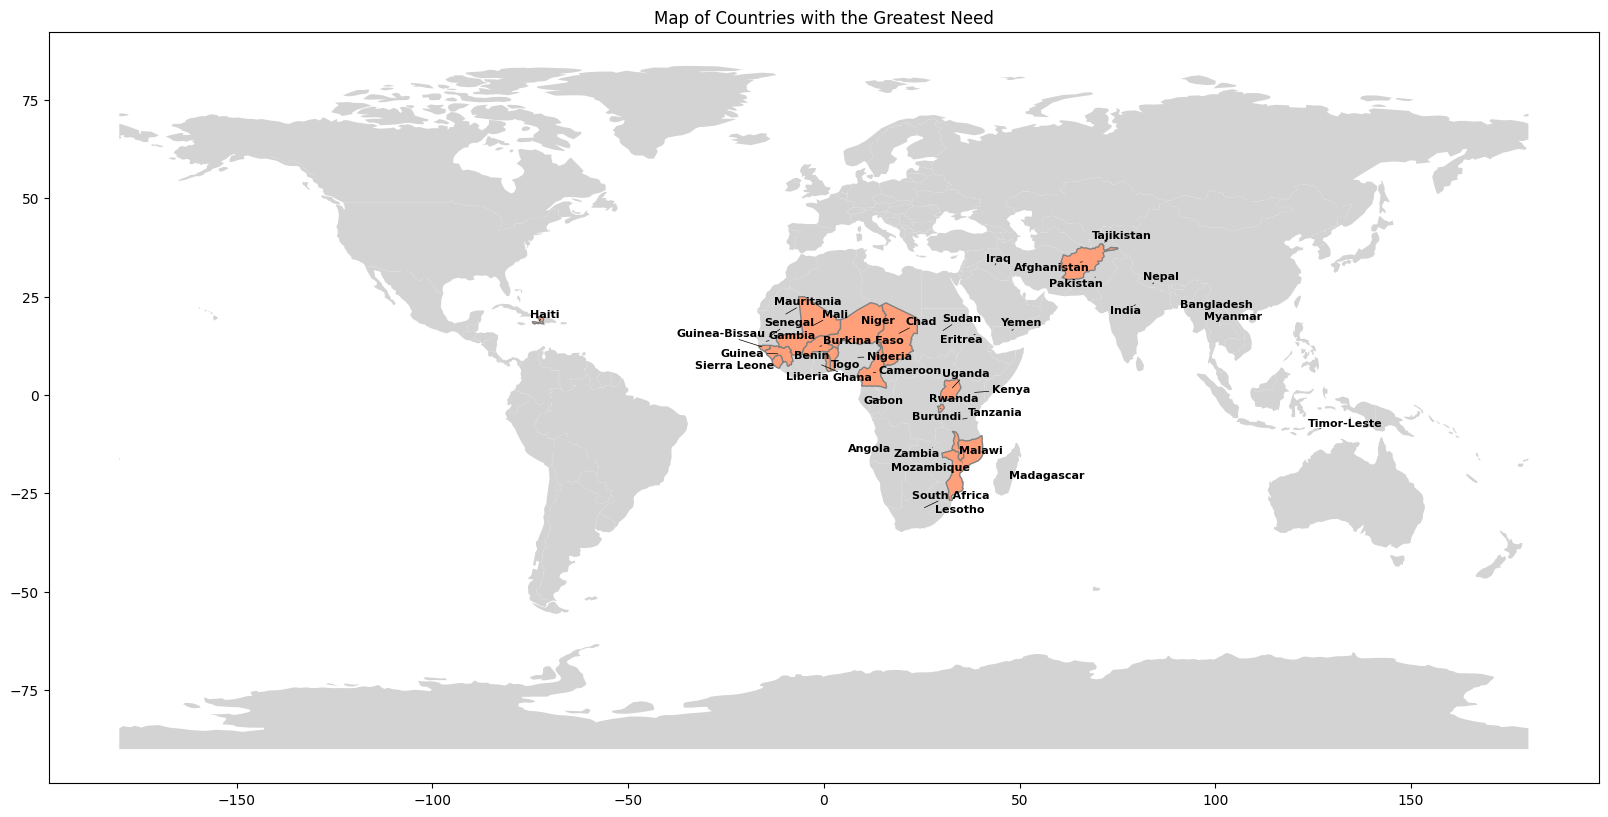 Map of Countries with the Greatest Need
75
50
25
0
−25
−50
−75
Tajikistan
Iraq
Afghanistan
Nepal
Pakistan
Mauritania
Bangladesh
India
Haiti
Mali
Myanmar
Senegal
Niger
Chad
Sudan
Yemen
Guinea-Bissau
Gambia
Burkina Faso
Eritrea
Guinea
Benin
Nigeria
Sierra Leone
Togo
Liberia
Ghana
Cameroon
Uganda
Kenya
Gabon
Rwanda
Burundi
Tanzania
Timor-Leste
Angola
Zambia
Malawi
Mozambique
Madagascar
South Africa
Lesotho
−150
−100
−50
0
50
100
150